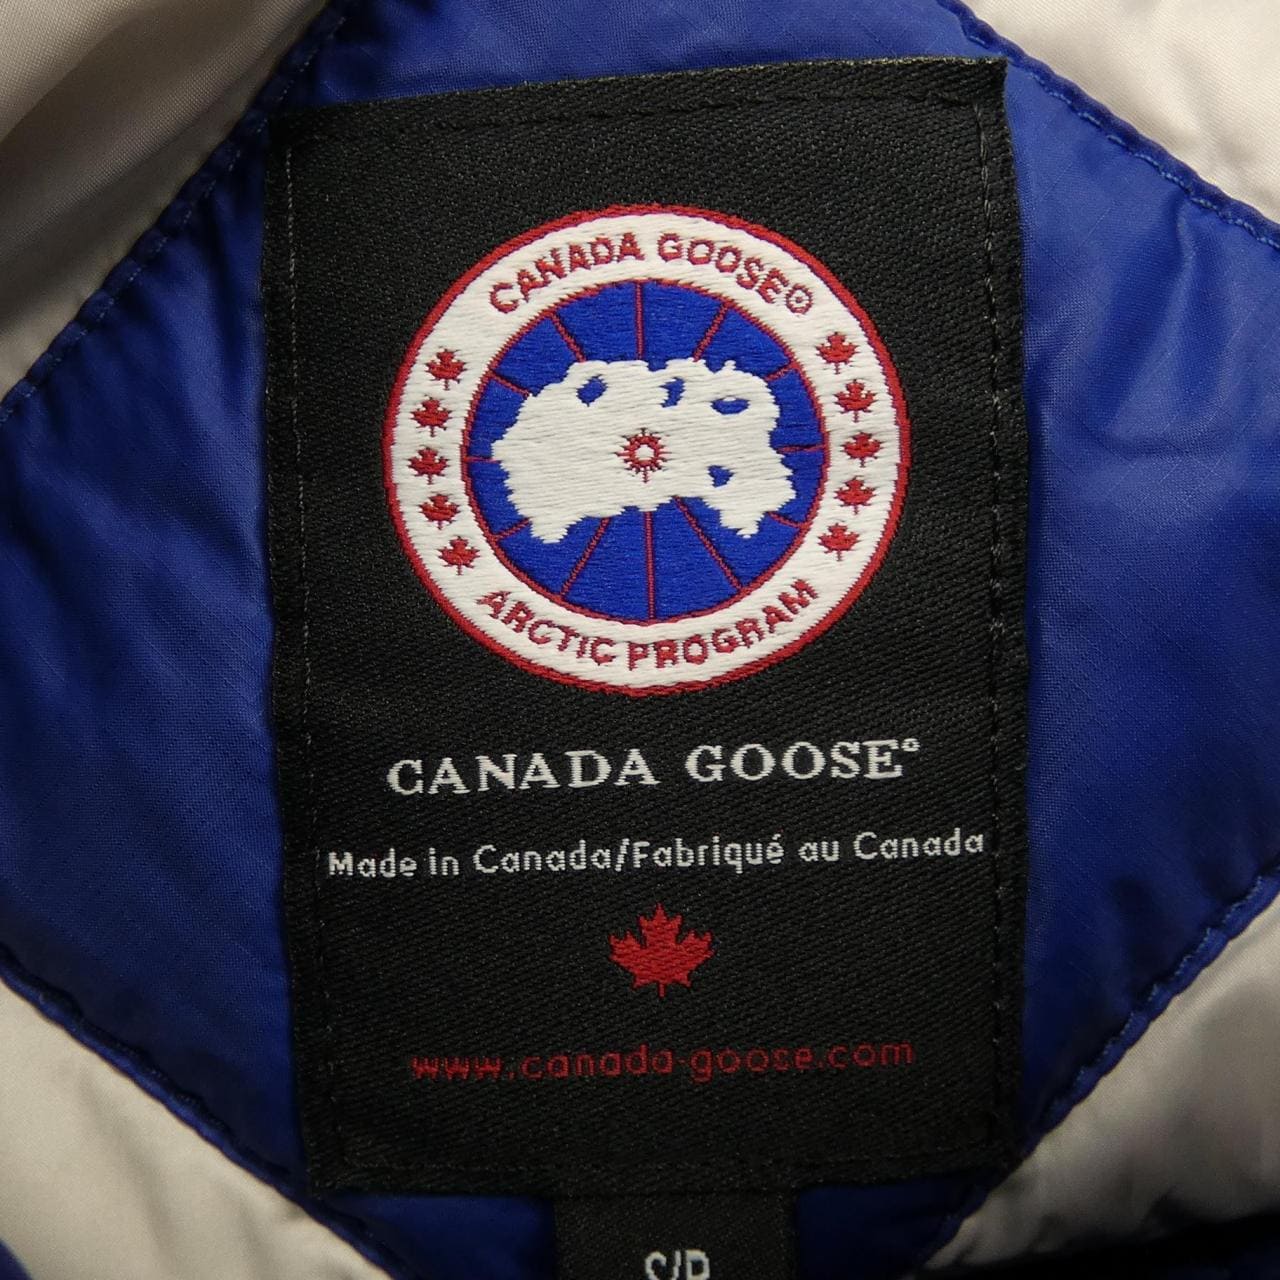 CANADA GOOSE®
ARCTIC PROGRAM
CANADA GOOSE®
Made in Canada/Fabriqué au Canada
www.canada-goose.com
S/P